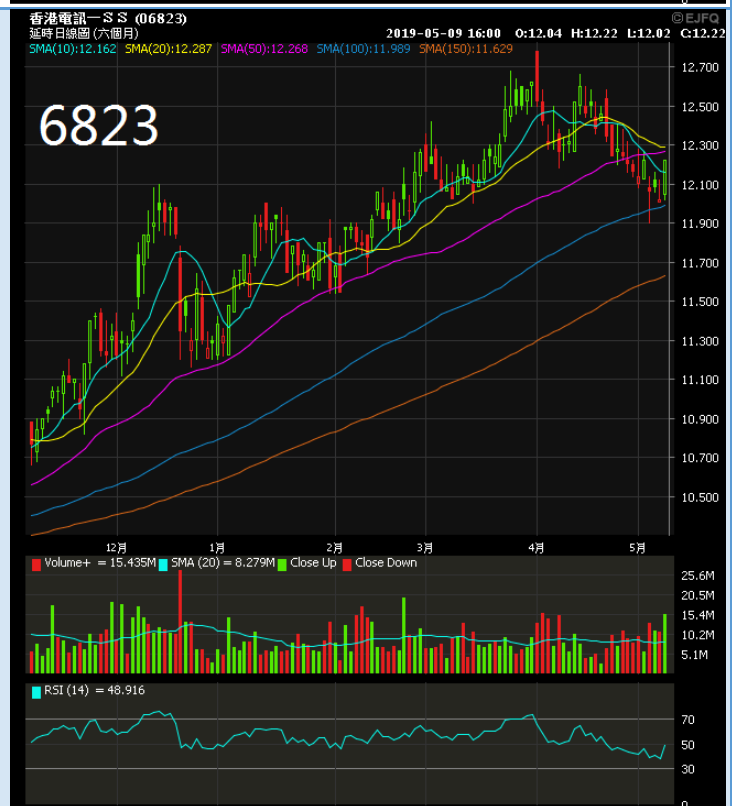 0
香港電訊一ＳＳ (06823)
©EJFQ
延時日線圖 (六個月)
2019-05-09 16:00 O:12.04 H:12.22 L:12.02 C:12.22
SMA(10):12.162 SMA(20):12.287 SMA(50):12.268 SMA(100):11.989 SMA(150):11.629
6823
12.700
12.500
12.300
12.100
11.900
11.700
11.500
11.300
11.100
10.900
10.700
10.500
12月 1月 2月 3月 4月 5月
Volume+ = 15.435M SMA (20) = 8.279M Close Up Close Down
25.6M
20.5M
15.4M
10.2M
5.1M
RSI (14) = 48.916
70
50
30
0